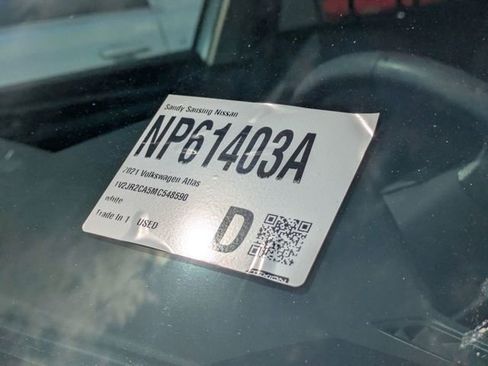 Sandy Sansing Nissan
NP61403A
2021 Volkswagen Atlas
1V2JR2CA5MC548590
white
Trade In 1 USED
D